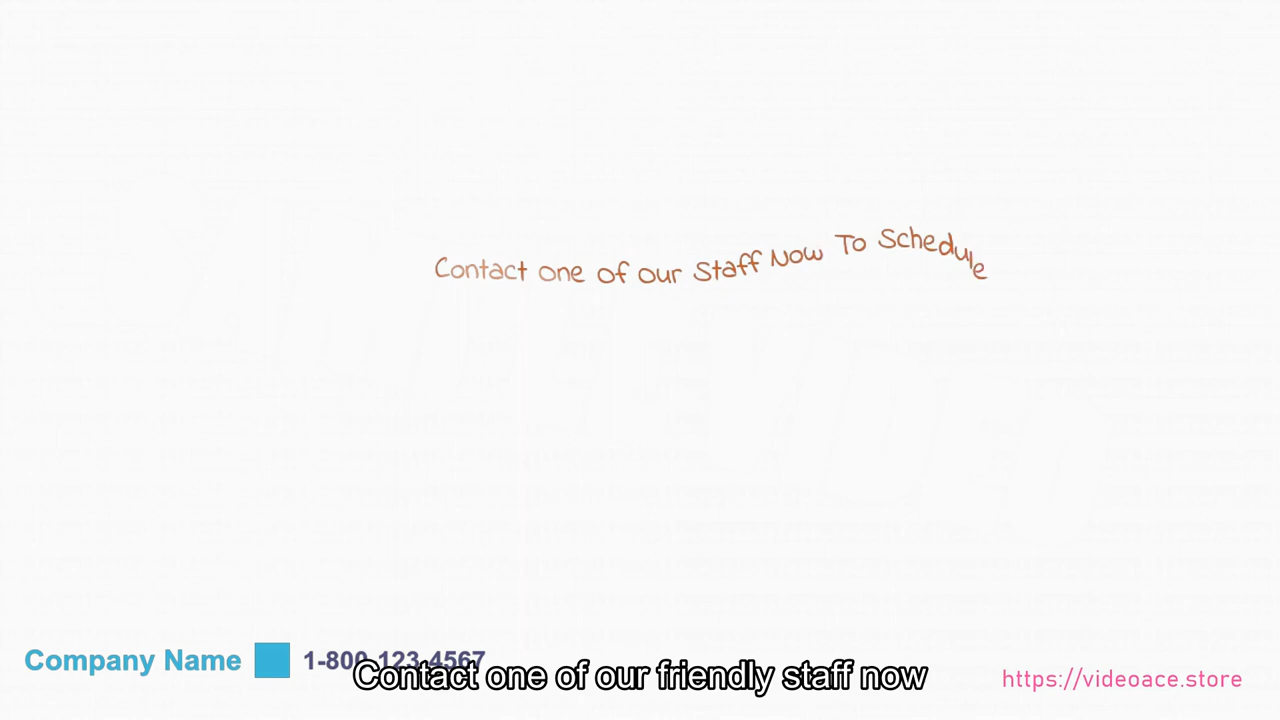 Contact one of our Staff Now To Schedule
Company Name
1-800-123-4567
Contact one of our friendly staff now
https://videoace.store